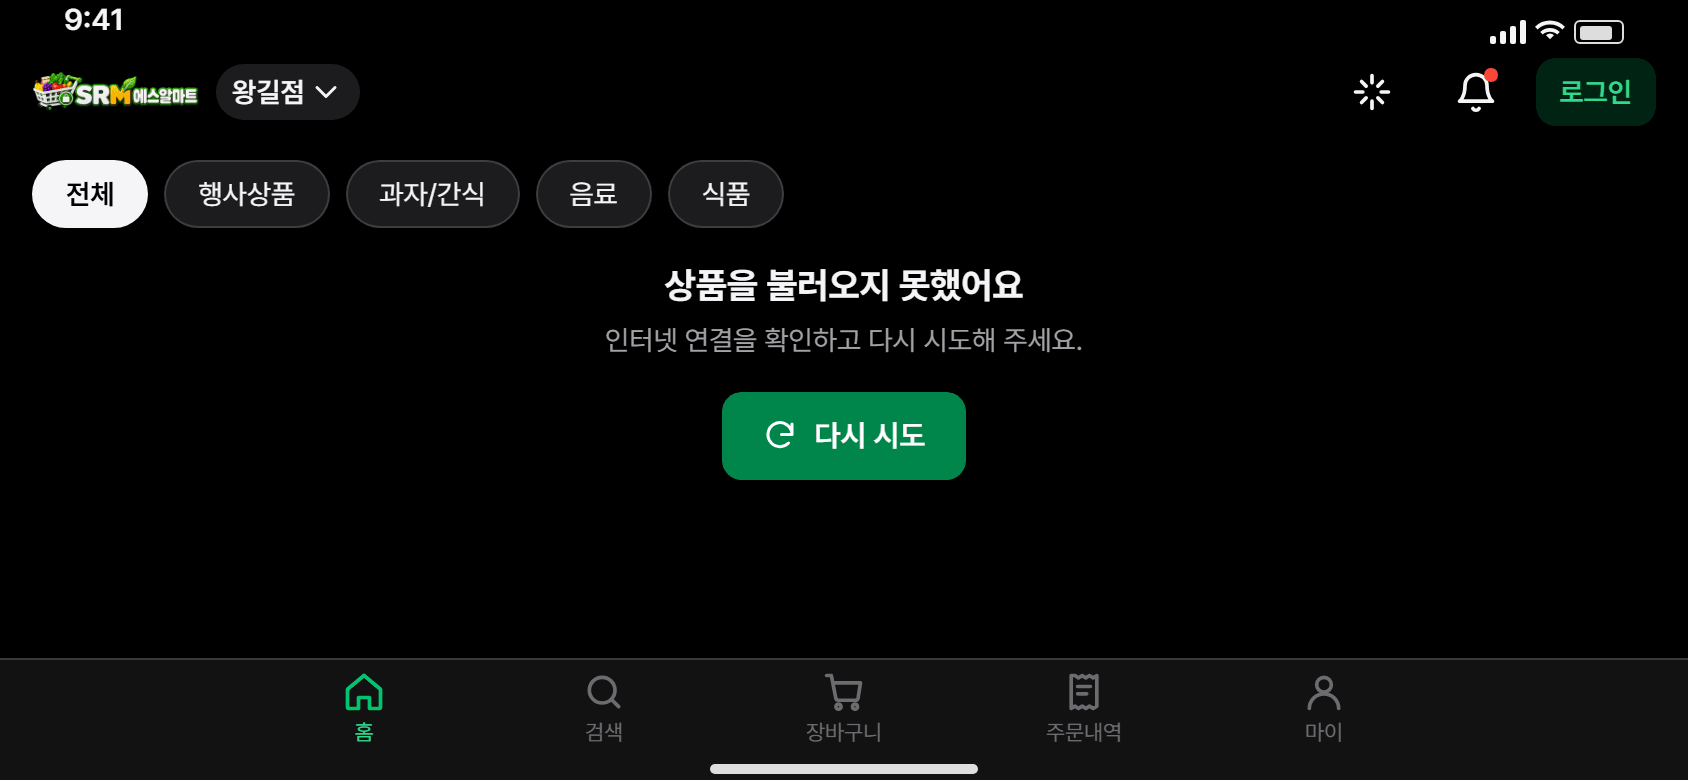 9:41
SRM 에스알마트
왕길점
로그인
전체
행사상품
과자/간식
음료
식품
상품을 불러오지 못했어요
인터넷 연결을 확인하고 다시 시도해 주세요.
다시 시도
홈
검색
장바구니
주문내역
마이